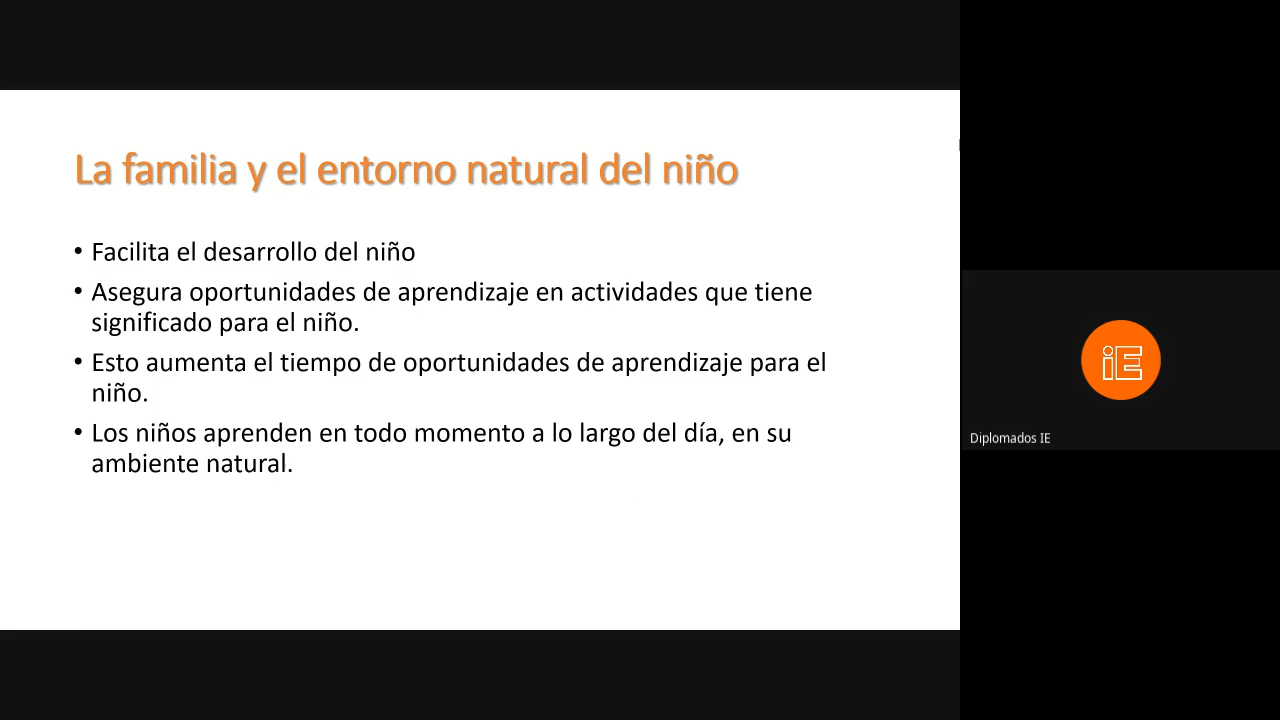 La familia y el entorno natural del niño
• Facilita el desarrollo del niño
• Asegura oportunidades de aprendizaje en actividades que tiene
significado para el niño.
• Esto aumenta el tiempo de oportunidades de aprendizaje para el
niño.
• Los niños aprenden en todo momento a lo largo del día, en su
ambiente natural.
iE
Diplomados IE